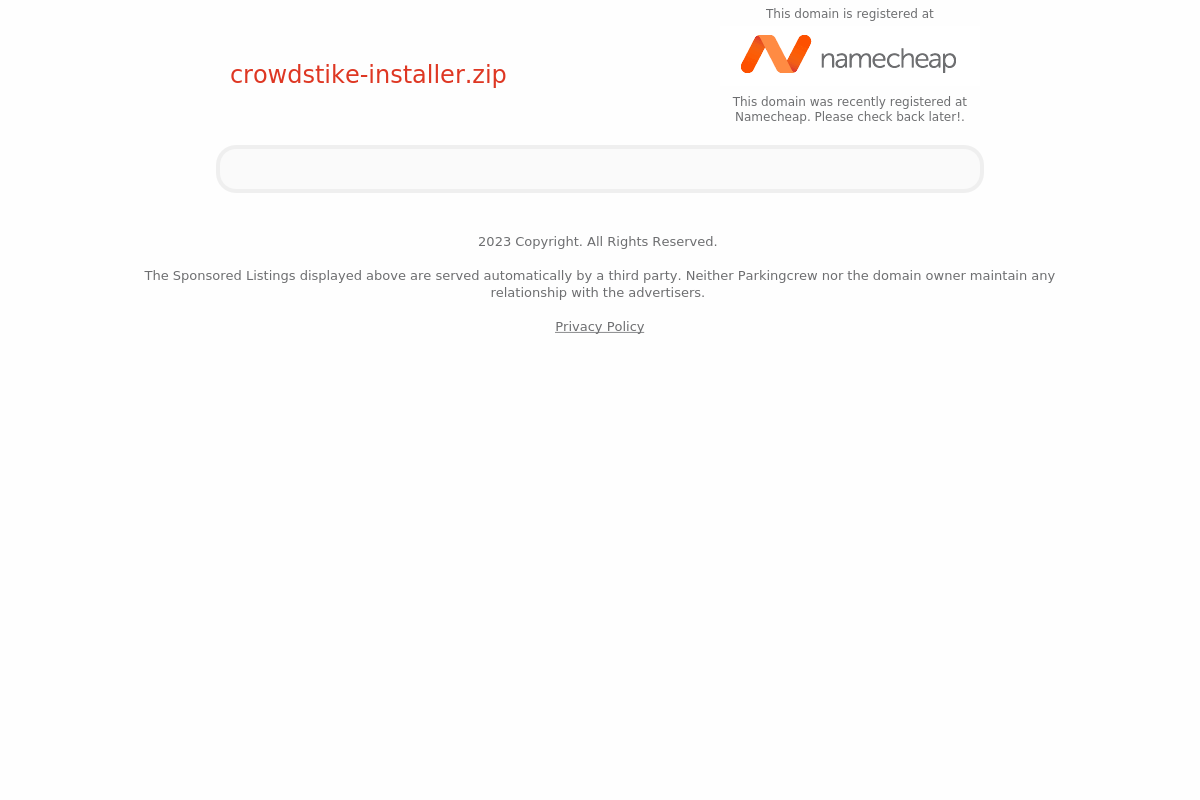 This domain is registered at
namecheap
crowdstike-installer.zip
This domain was recently registered at
Namecheap. Please check back later!.
2023 Copyright. All Rights Reserved.
The Sponsored Listings displayed above are served automatically by a third party. Neither Parkingcrew nor the domain owner maintain any
relationship with the advertisers.
Privacy Policy